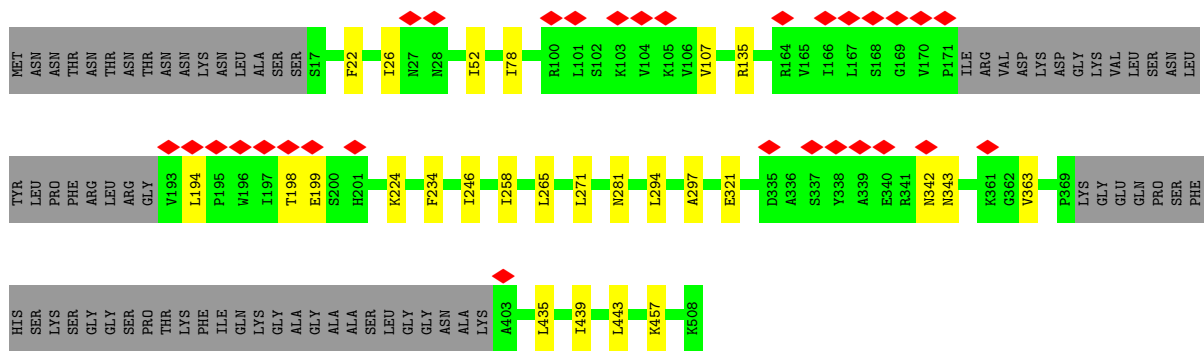 MET ASN ASN THR ASN THR ASN THR ASN ASN LYS ASN LEU ALA SER SER S17 F22 I26 N27 N28 I52 I78 R100 L101 S102 K103 V104 K105 V106 V107 R135 R164 V165 I166 L167 S168 G169 V170 P171 ILE ARG VAL ASP LYS ASP GLY LYS VAL LEU SER ASN LEU
TYR LEU PRO PHE ARG LEU ARG GLY V193 L194 P195 W196 I197 T198 E199 S200 H201 K224 F234 I246 I258 L265 L271 N281 L294 A297 E321 D335 A336 S337 Y338 A339 E340 R341 N342 N343 K361 G362 V363 P369 LYS GLY GLU GLN PRO SER PHE
HIS SER LYS SER GLY GLY SER PRO THR LYS PHE ILE GLN LYS GLY ALA GLY ALA ALA SER LEU GLY GLY ASN ALA LYS A403 L435 I439 L443 K457 K508